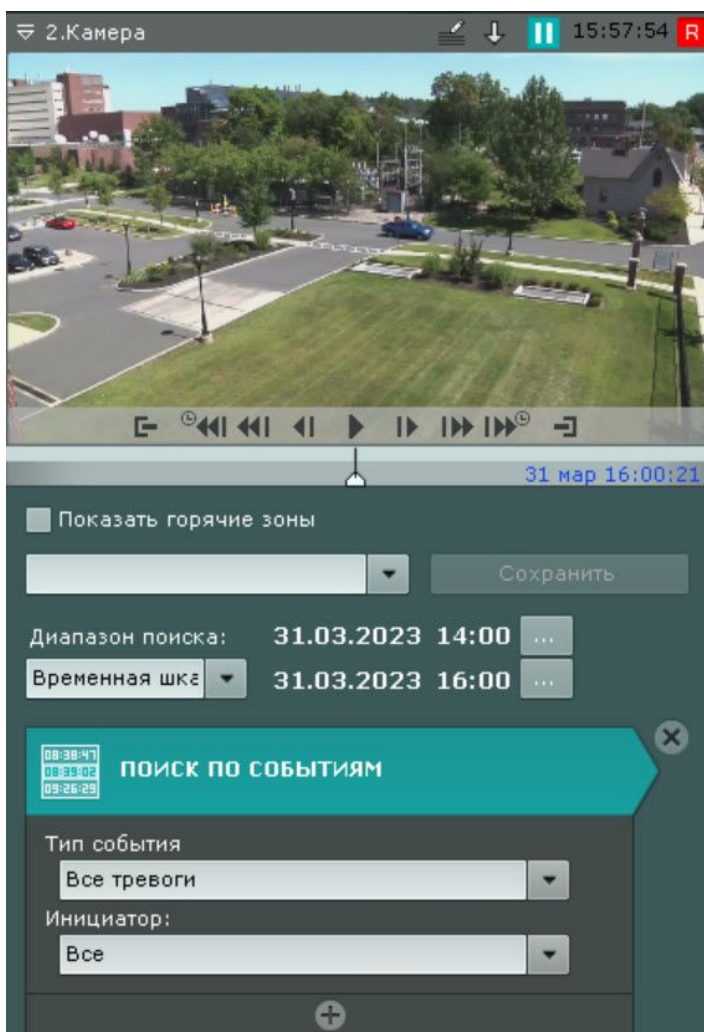 2.Камера
15:57:54 R
31 мар 16:00:21
Показать горячие зоны
Сохранить
Диапазон поиска: 31.03.2023 14:00 ...
Временная шка 31.03.2023 16:00 ...
08:38:47
08:39:02
09:26:29
ПОИСК ПО СОБЫТИЯМ
Тип события
Все тревоги
Инициатор:
Все